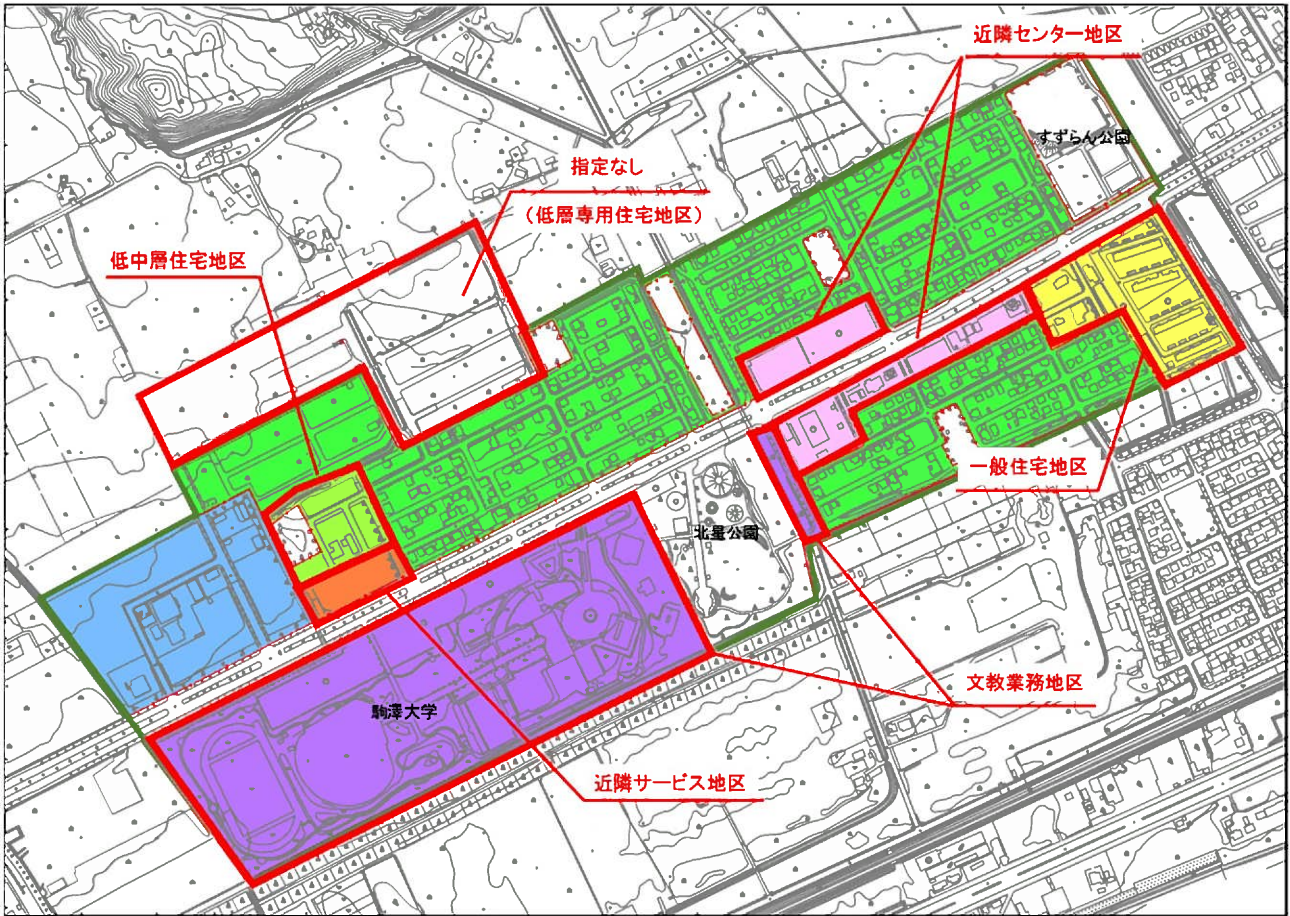 近隣センター地区
すずらん公園
指定なし
（低層専用住宅地区）
低中層住宅地区
一般住宅地区
北星公園
文教業務地区
駒澤大学
近隣サービス地区